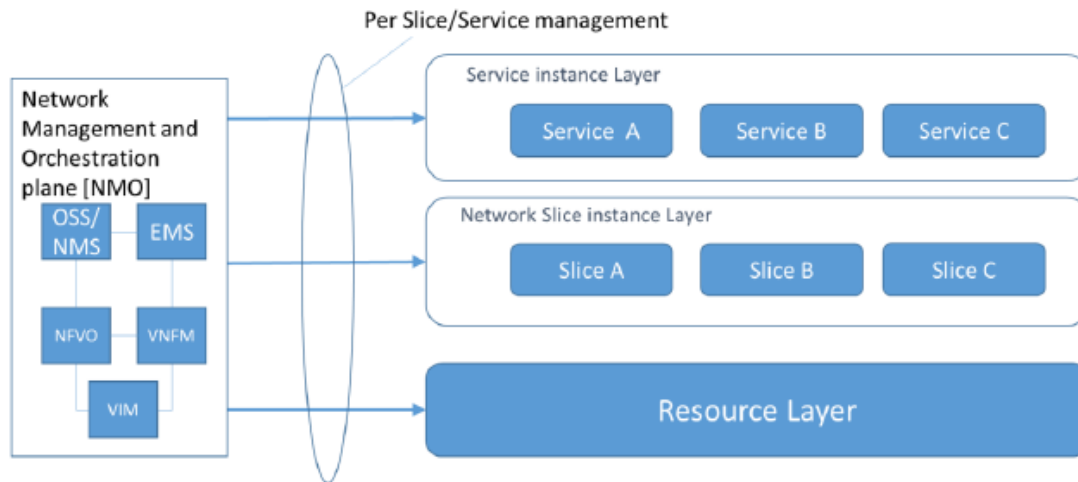 Per Slice/Service management
Network
Management and
Orchestration
plane [NMO]
OSS/
NMS
EMS
NFVO
VNFM
VIM
Service instance Layer
Service A
Service B
Service C
Network Slice instance Layer
Slice A
Slice B
Slice C
Resource Layer